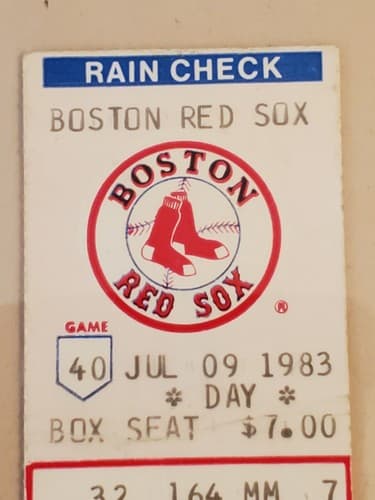 RAIN CHECK
BOSTON RED SOX
BOSTON
RED SOX
®
GAME
40 JUL 09 1983
* DAY *
BOX SEAT $7.00
32 164 MM 7